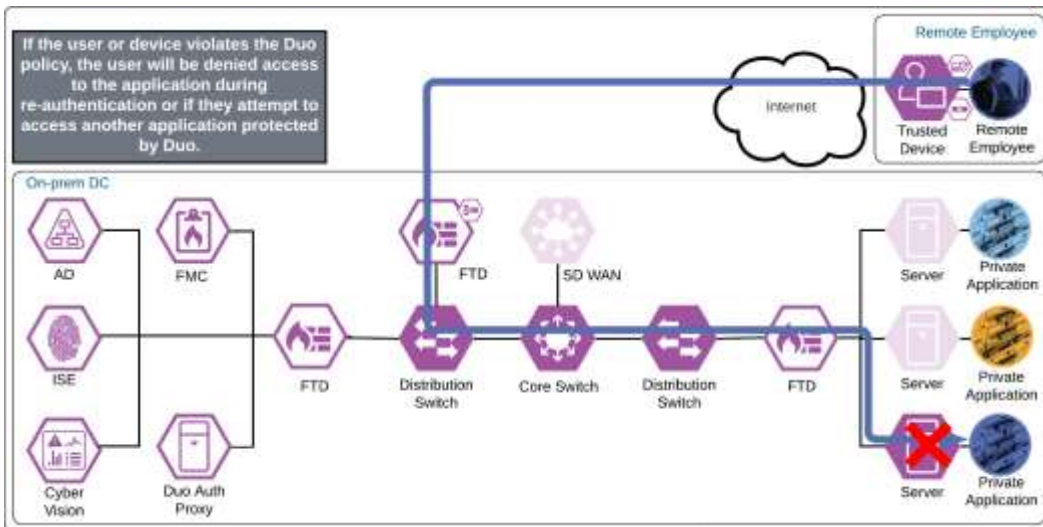 If the user or device violates the Duo
policy, the user will be denied access
to the application during
re-authentication or if they attempt to
access another application protected
by Duo.
Remote Employee
Internet
Trusted
Device
Remote
Employee
On-prem DC
AD
FMC
FTD
SD WAN
Server
Private
Application
ISE
FTD
Distribution
Switch
Core Switch
Distribution
Switch
FTD
Server
Private
Application
Cyber
Vision
Duo Auth
Proxy
Server
Private
Application